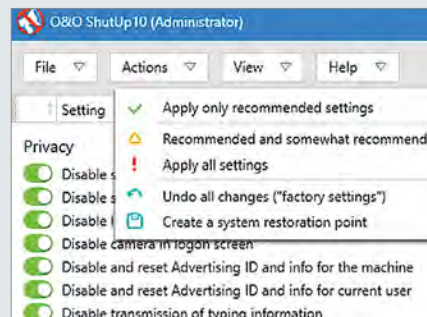 O&O ShutUp10 (Administrator)
File Actions View Help
Setting
Apply only recommended settings
Recommended and somewhat recommend
Apply all settings
Undo all changes ("factory settings")
Create a system restoration point
Privacy
Disable s
Disable s
Disable
Disable camera in logon screen
Disable and reset Advertising ID and info for the machine
Disable and reset Advertising ID and info for current user
Disable transmission of typing information